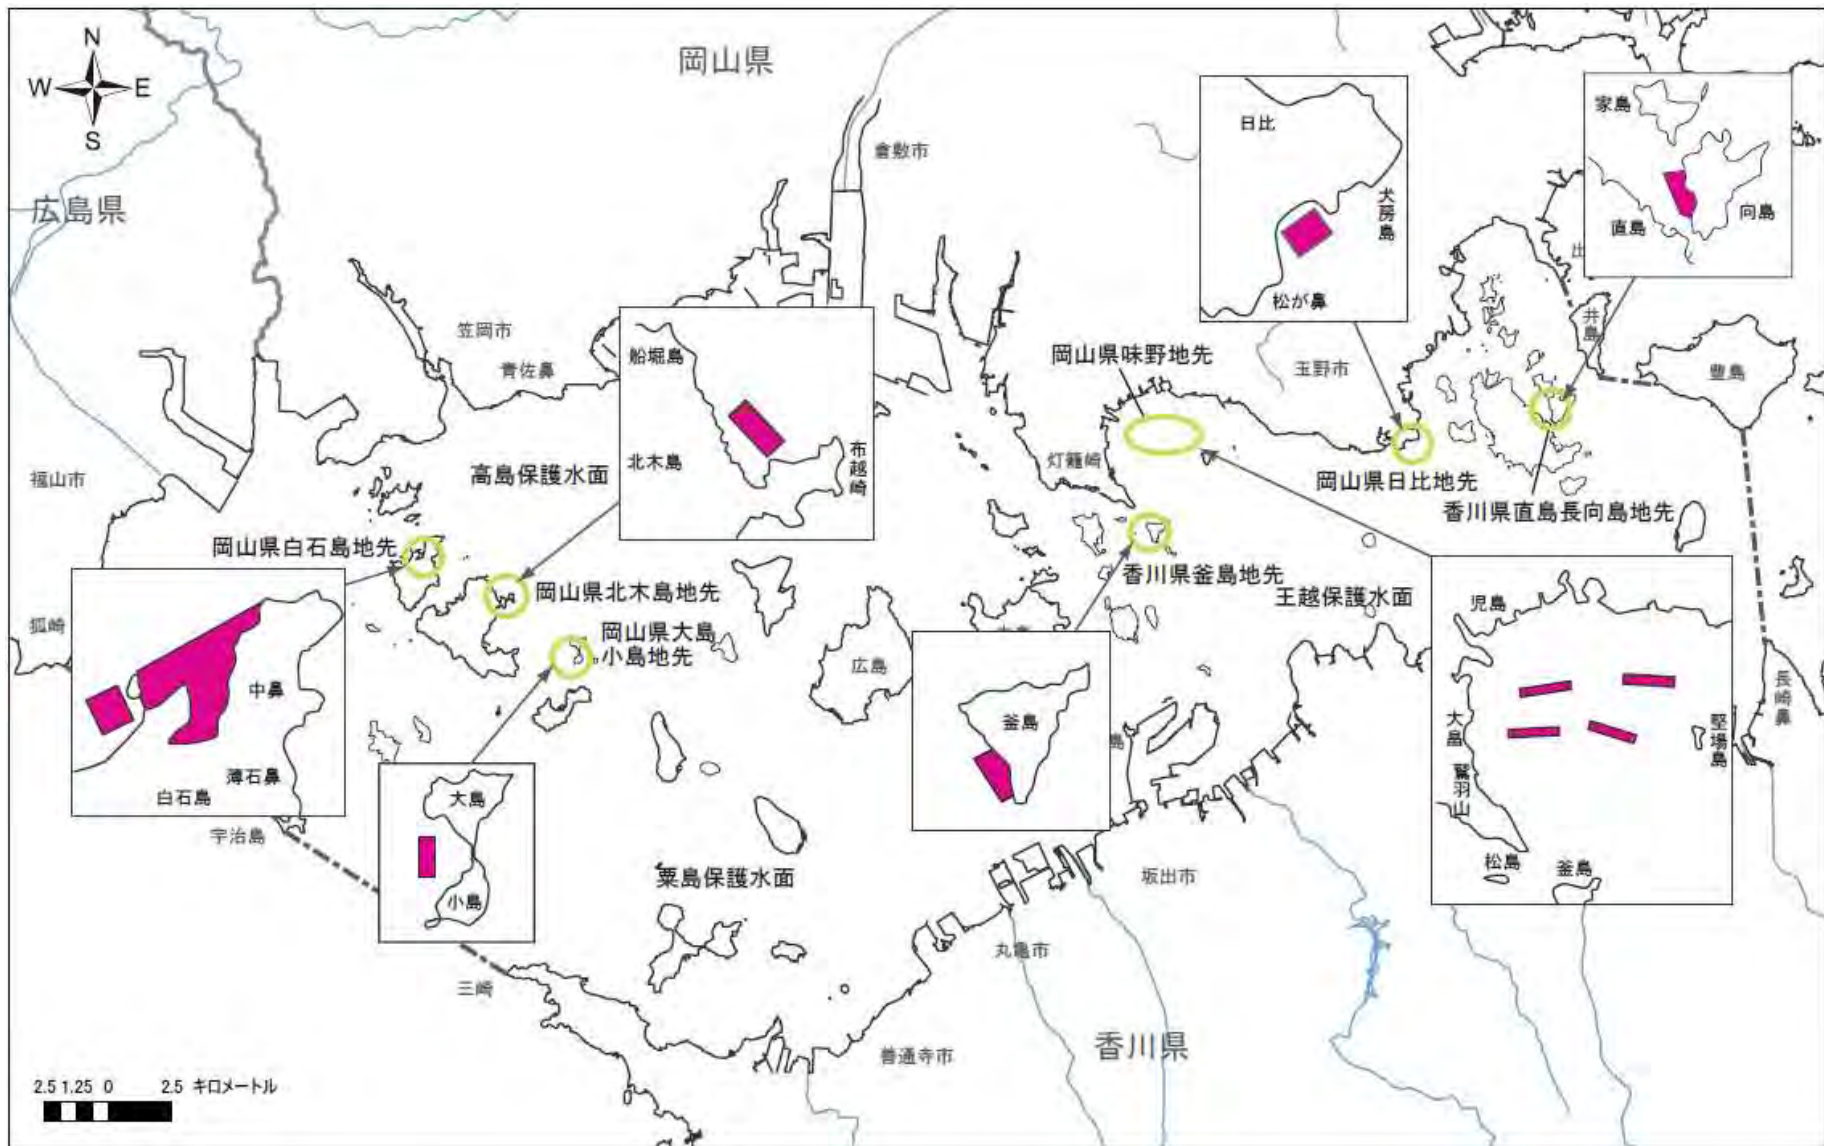 N
W
E
S
岡山県
広島県
倉敷市
笠岡市
青佐鼻
福山市
狐崎
宇治島
三崎
玉野市
灯籠崎
井島
豊島
広島
坂出市
丸亀市
善通寺市
香川県
長崎鼻
高島保護水面
粟島保護水面
王越保護水面
岡山県白石島地先
岡山県北木島地先
岡山県大島
小島地先
岡山県味野地先
岡山県日比地先
香川県直島長向島地先
香川県釜島地先
船堀島
北木島
布越崎
日比
犬房島
松が鼻
家島
直島
向島
中鼻
薄石鼻
白石島
大島
小島
釜島
島
児島
大畠
鷲羽山
竪場島
松島
釜島
2.5 1.25 0 2.5 キロメートル